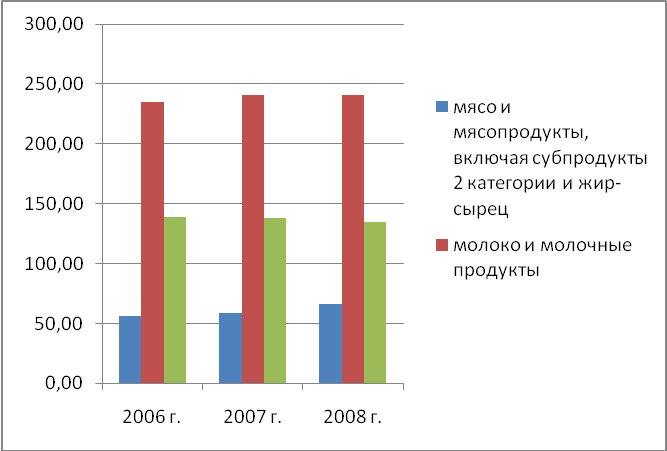 300,00
250,00
200,00
150,00
100,00
50,00
0,00
2006 г.
2007 г.
2008 г.
мясо и
мясопродукты,
включая субпродукты
2 категории и жир-
сырец
молоко и молочные
продукты